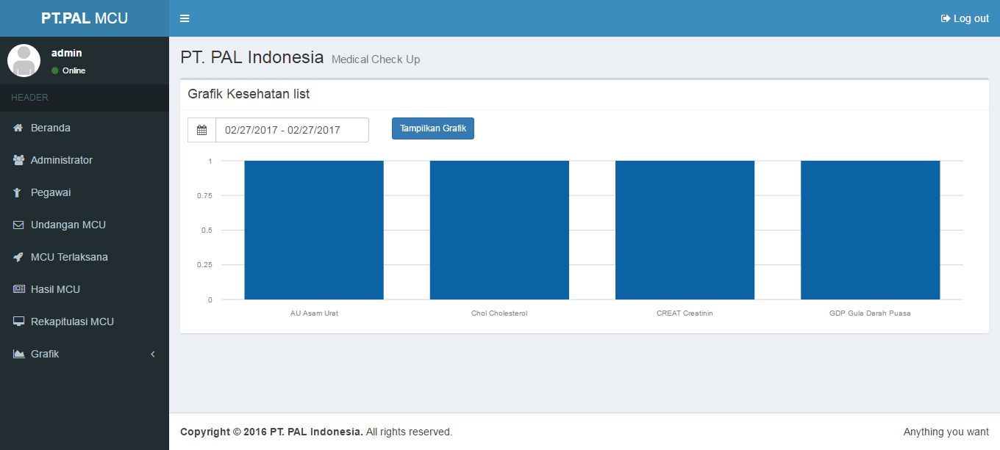 PT.PAL MCU
Log out
admin
Online
HEADER
Beranda
Administrator
Pegawai
Undangan MCU
MCU Terlaksana
Hasil MCU
Rekapitulasi MCU
Grafik
PT. PAL Indonesia Medical Check Up
Grafik Kesehatan list
02/27/2017 - 02/27/2017
Tampilkan Grafik
1
0.75
0.5
0.25
0
AU Asam Urat
Chol Cholesterol
CREAT Creatinin
GDP Gula Darah Puasa
Copyright © 2016 PT. PAL Indonesia. All rights reserved.
Anything you want